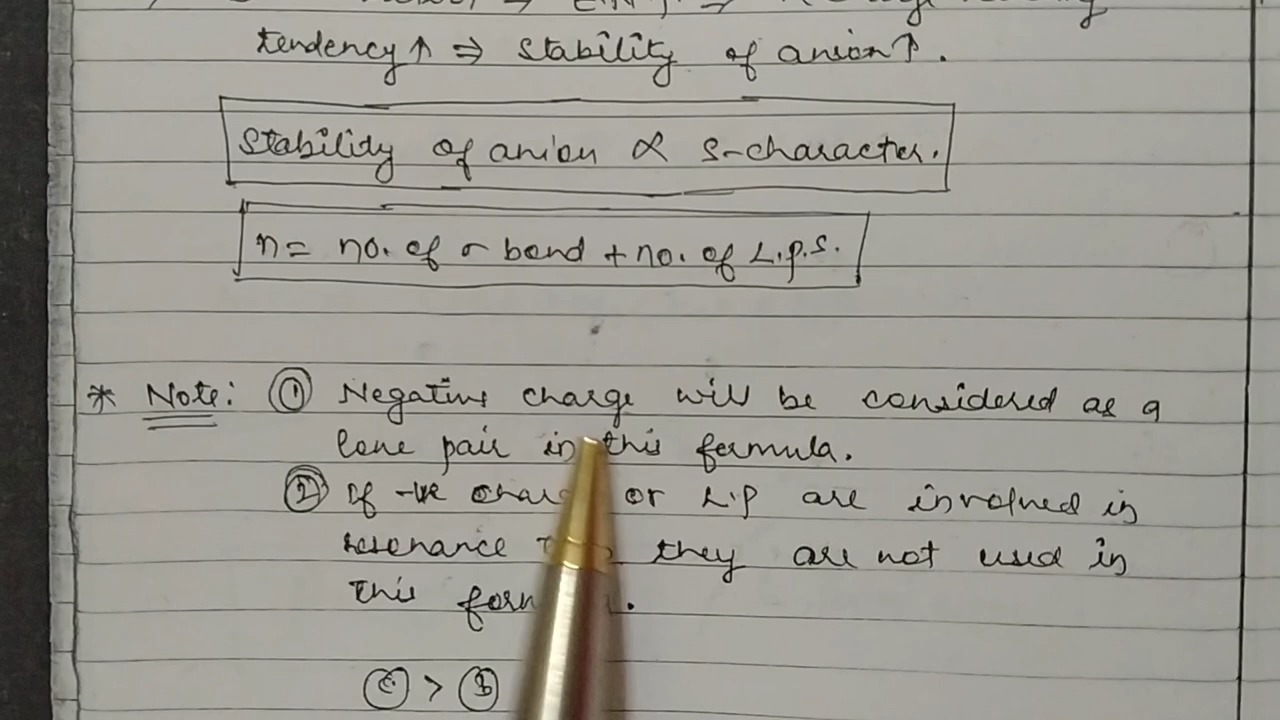 tendency↑ ⇒ stability of anion↑.
Stability of anion ∝ s-character.
n = no. of σ bond + no. of L.p.s.
* Note: ① Negative charge will be considered as a
lone pair in this formula.
② If -ve or L.P are involved in
resonance they are not used in
this
>